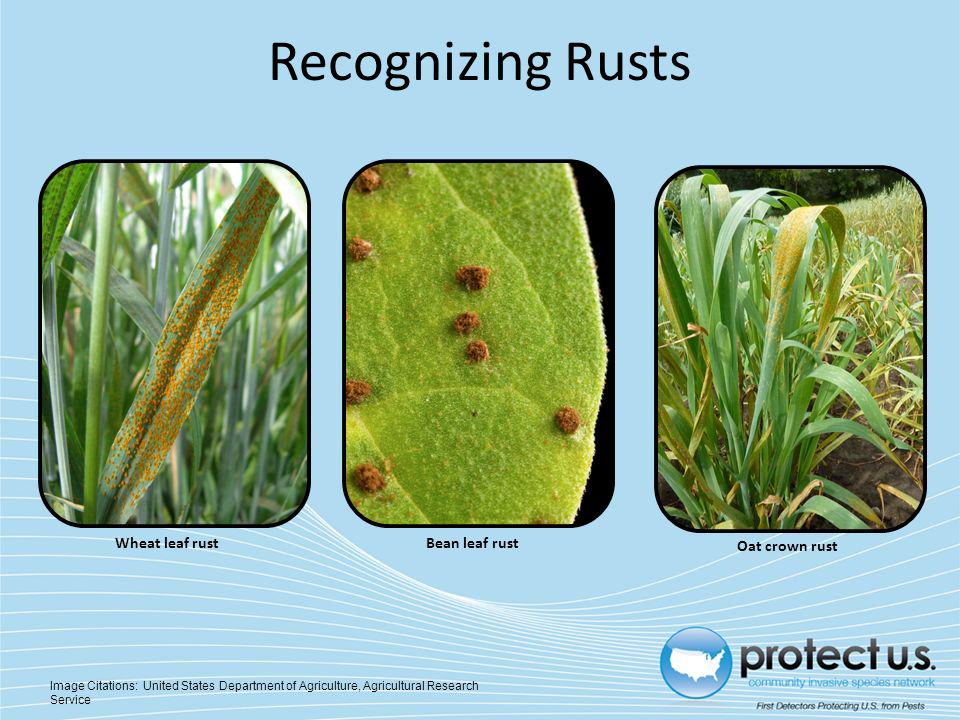 Recognizing Rusts
Wheat leaf rust
Bean leaf rust
Oat crown rust
Image Citations: United States Department of Agriculture, Agricultural Research
Service
protect u.s.
community invasive species network
First Detectors Protecting U.S. from Pests